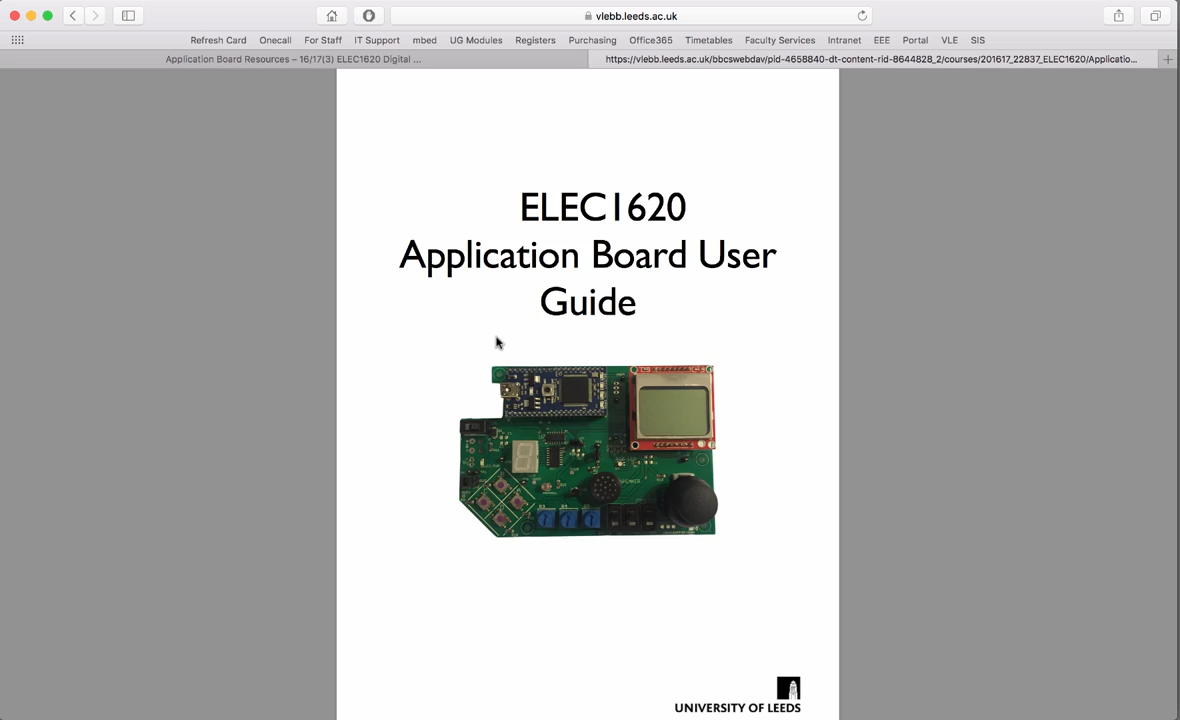 vlebb.leeds.ac.uk
Refresh Card Onecall For Staff IT Support mbed UG Modules Registers Purchasing Office365 Timetables Faculty Services Intranet EEE Portal VLE SIS
Application Board Resources – 16/17(3) ELEC1620 Digital ...
https://vlebb.leeds.ac.uk/bbcswebdav/pid-4658840-dt-content-rid-8644828_2/courses/201617_22837_ELEC1620/Applicatio...
ELEC1620
Application Board User
Guide
SPEAKER
UNIVERSITY OF LEEDS